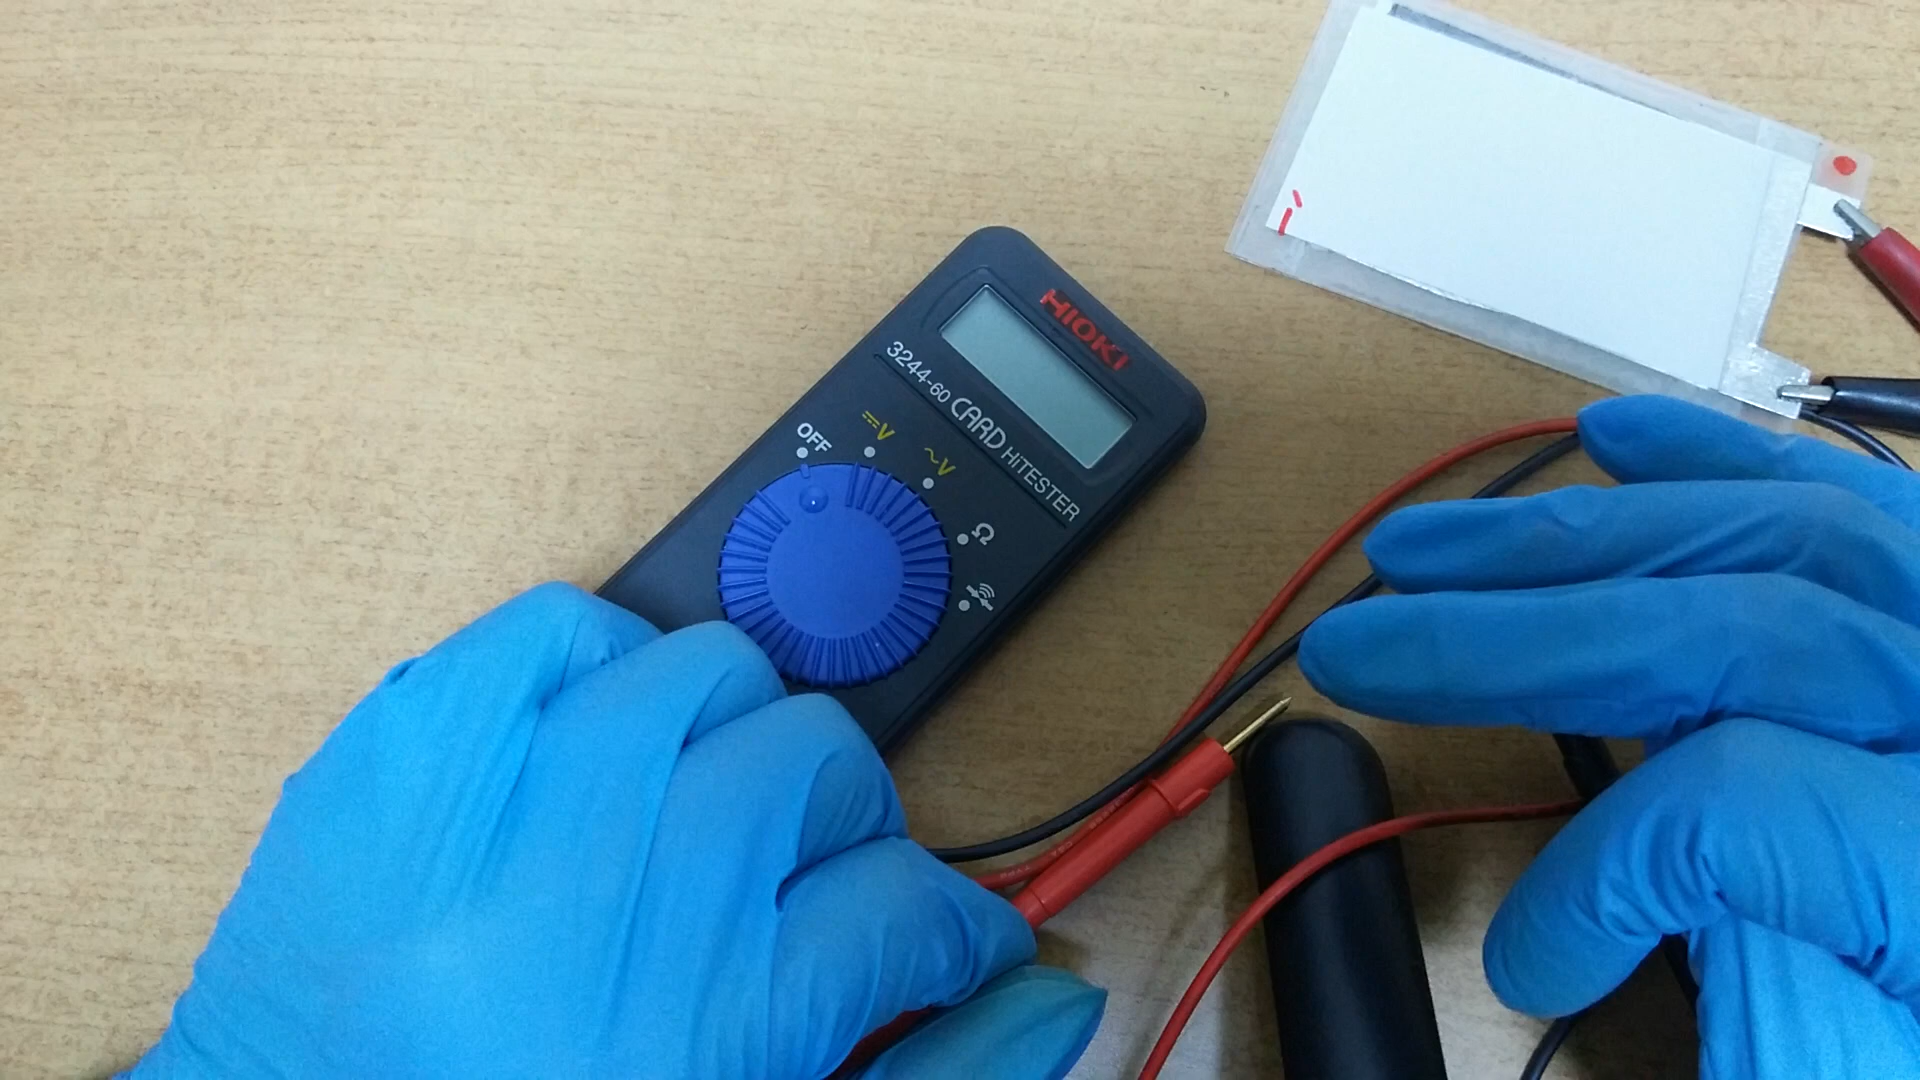 HIOKI
3244-60 CARD HiTESTER
OFF
⎓V
~V
Ω